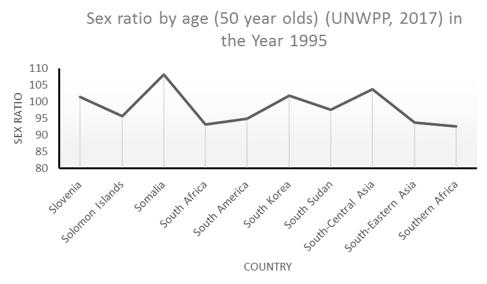 Sex ratio by age (50 year olds) (UNWPP, 2017) in
the Year 1995
110
105
100
95
90
85
80
SEX RATIO
Slovenia
Solomon Islands
Somalia
South Africa
South America
South Korea
South Sudan
South-Central Asia
South-Eastern Asia
Southern Africa
COUNTRY